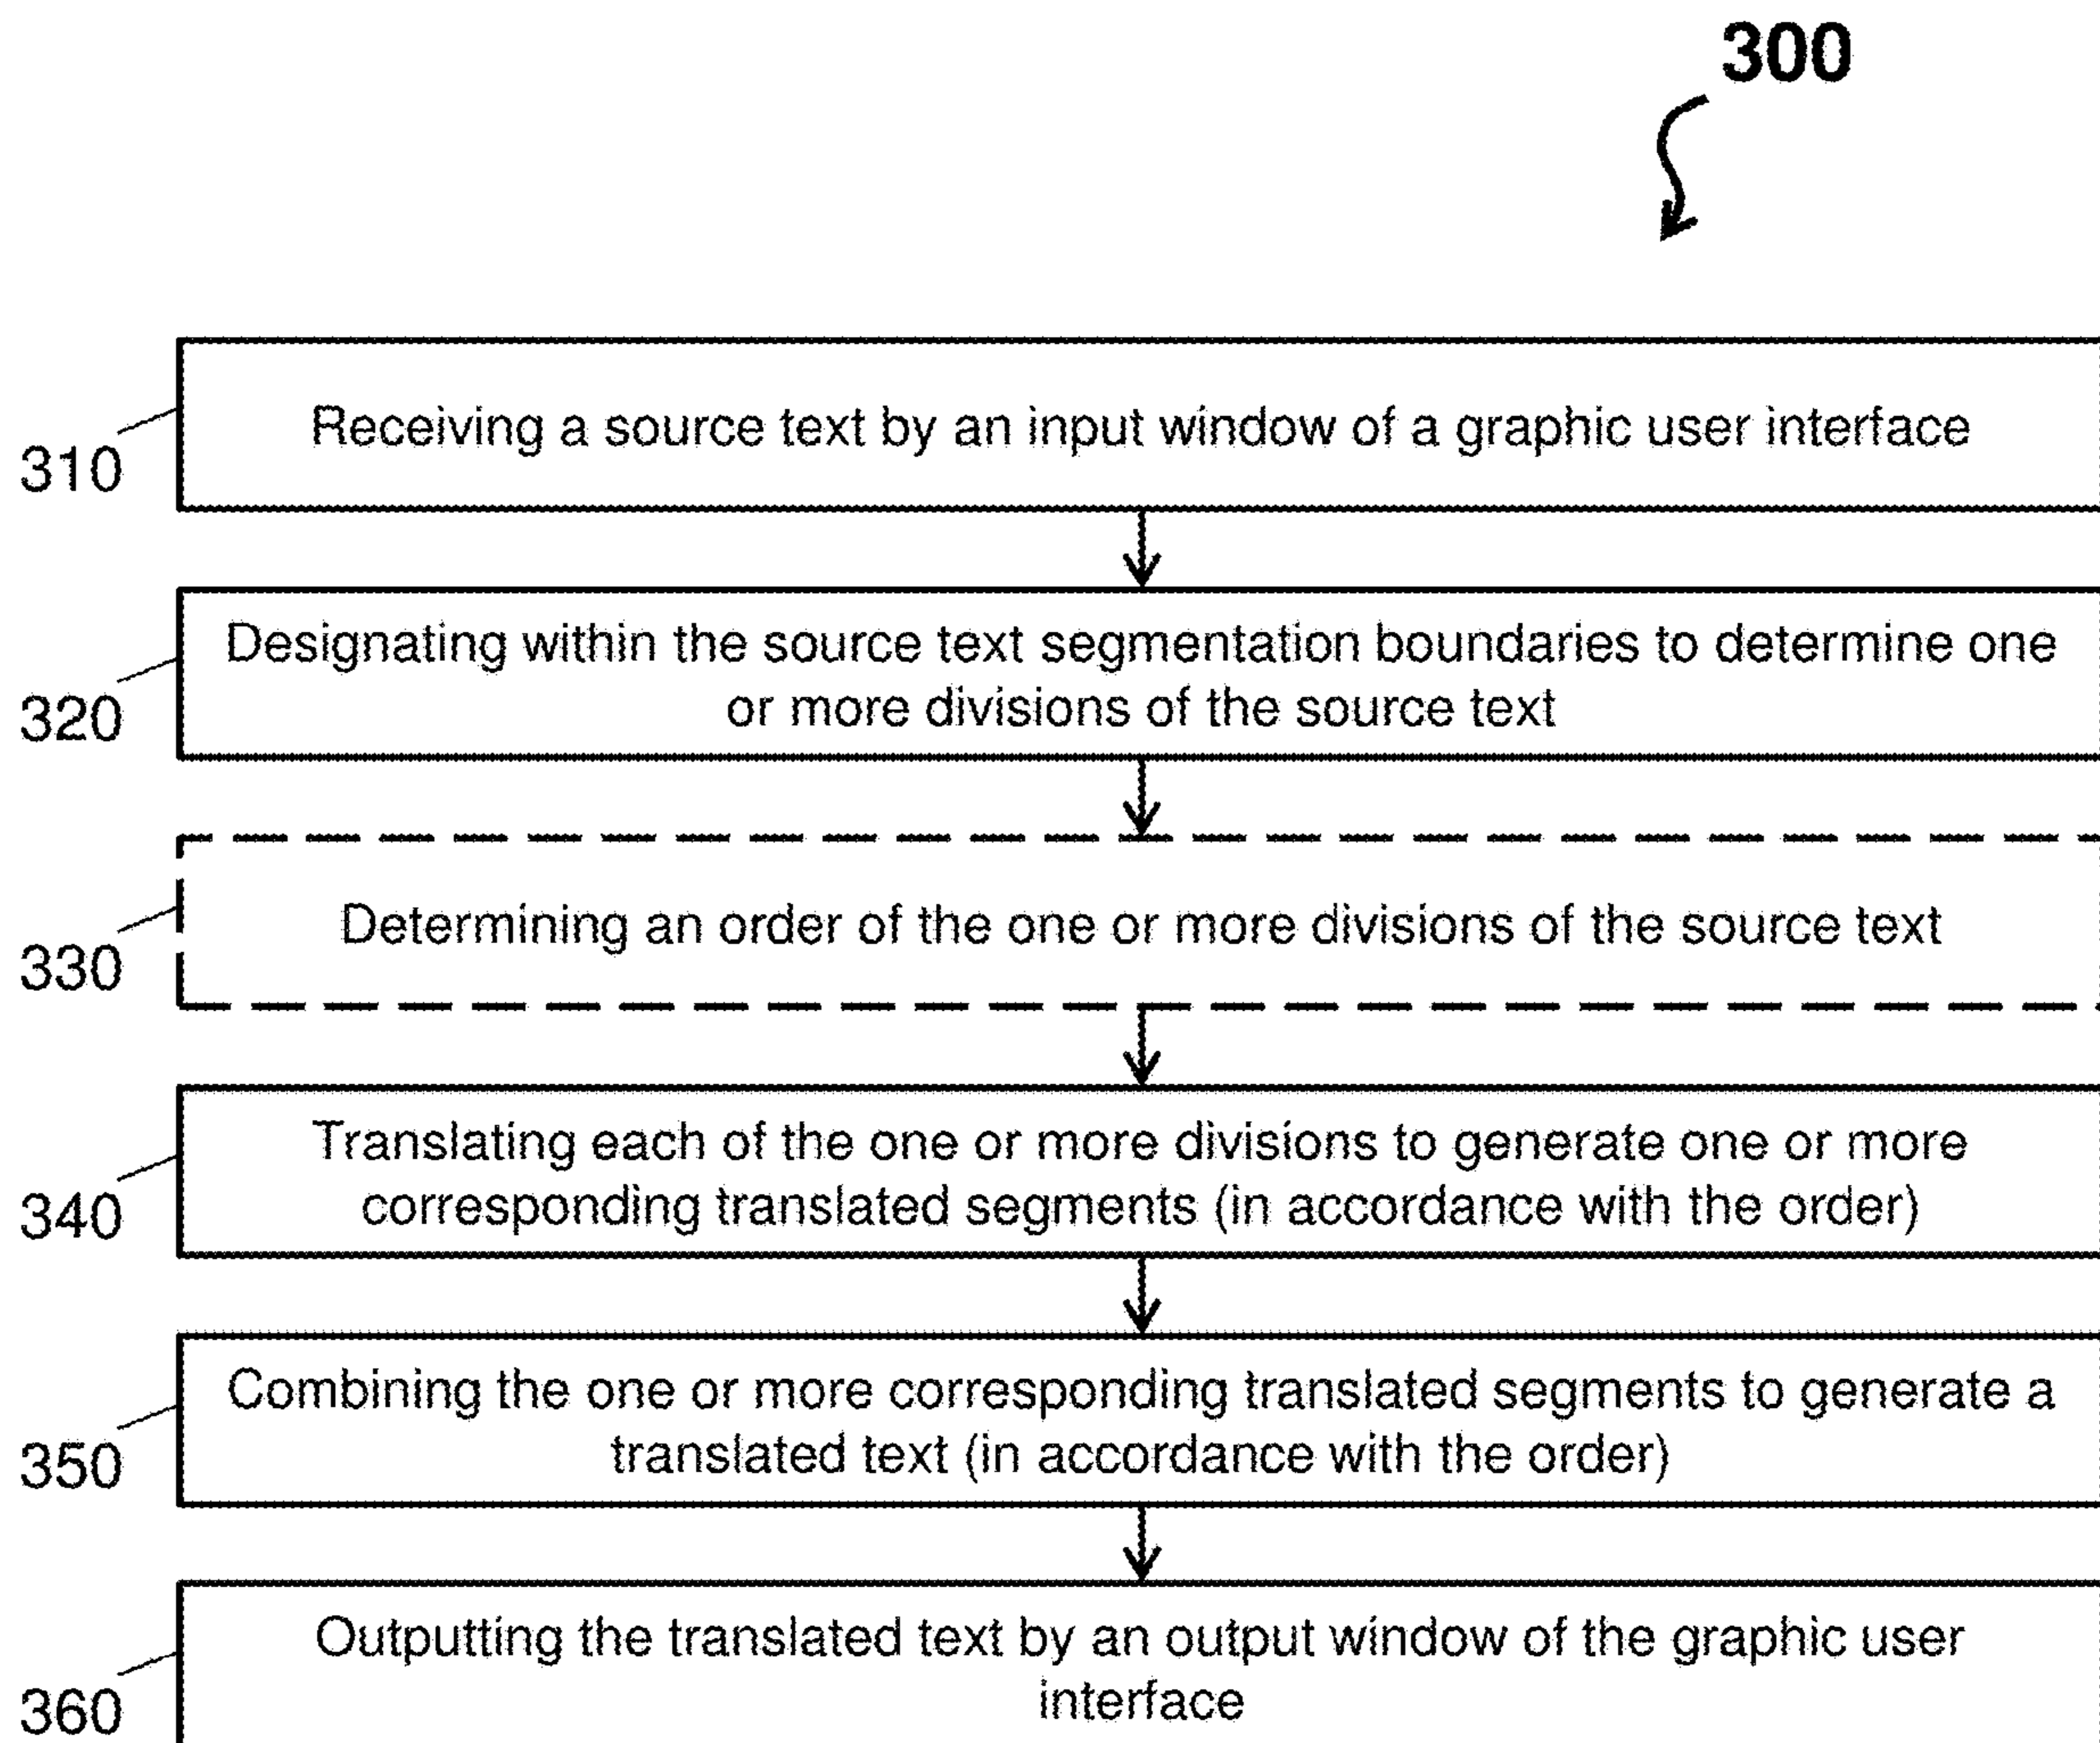 300
310
Receiving a source text by an input window of a graphic user interface
320
Designating within the source text segmentation boundaries to determine one
or more divisions of the source text
330
Determining an order of the one or more divisions of the source text
340
Translating each of the one or more divisions to generate one or more
corresponding translated segments (in accordance with the order)
350
Combining the one or more corresponding translated segments to generate a
translated text (in accordance with the order)
360
Outputting the translated text by an output window of the graphic user
interface